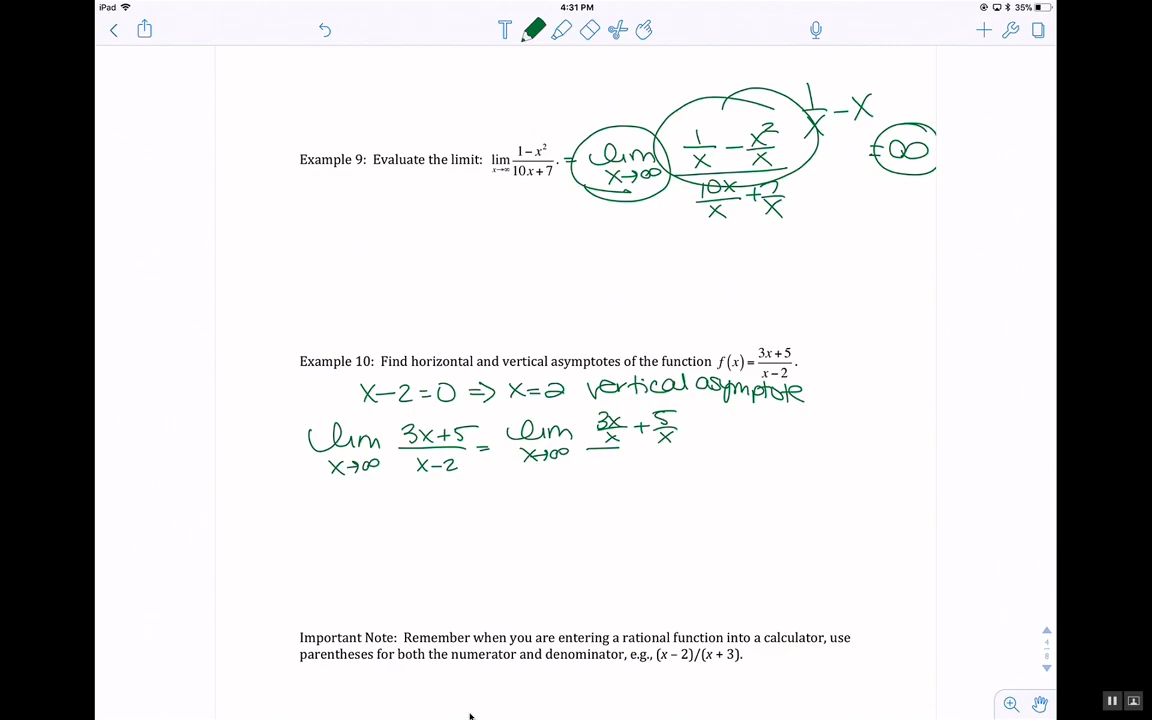 iPad 4:31 PM 35%
T
1/x - x
Example 9: Evaluate the limit: lim x→∞ (1-x²)/(10x+7). = lim x→∞ (1/x - x²/x)/(10x/x + 7/x) = ∞
Example 10: Find horizontal and vertical asymptotes of the function f(x) = (3x+5)/(x-2).
x-2=0 ⇒ x=2 vertical asymptote
lim x→∞ (3x+5)/(x-2) = lim x→∞ 3x/x + 5/x
Important Note: Remember when you are entering a rational function into a calculator, use
parentheses for both the numerator and denominator, e.g., (x – 2)/(x + 3).
4
8